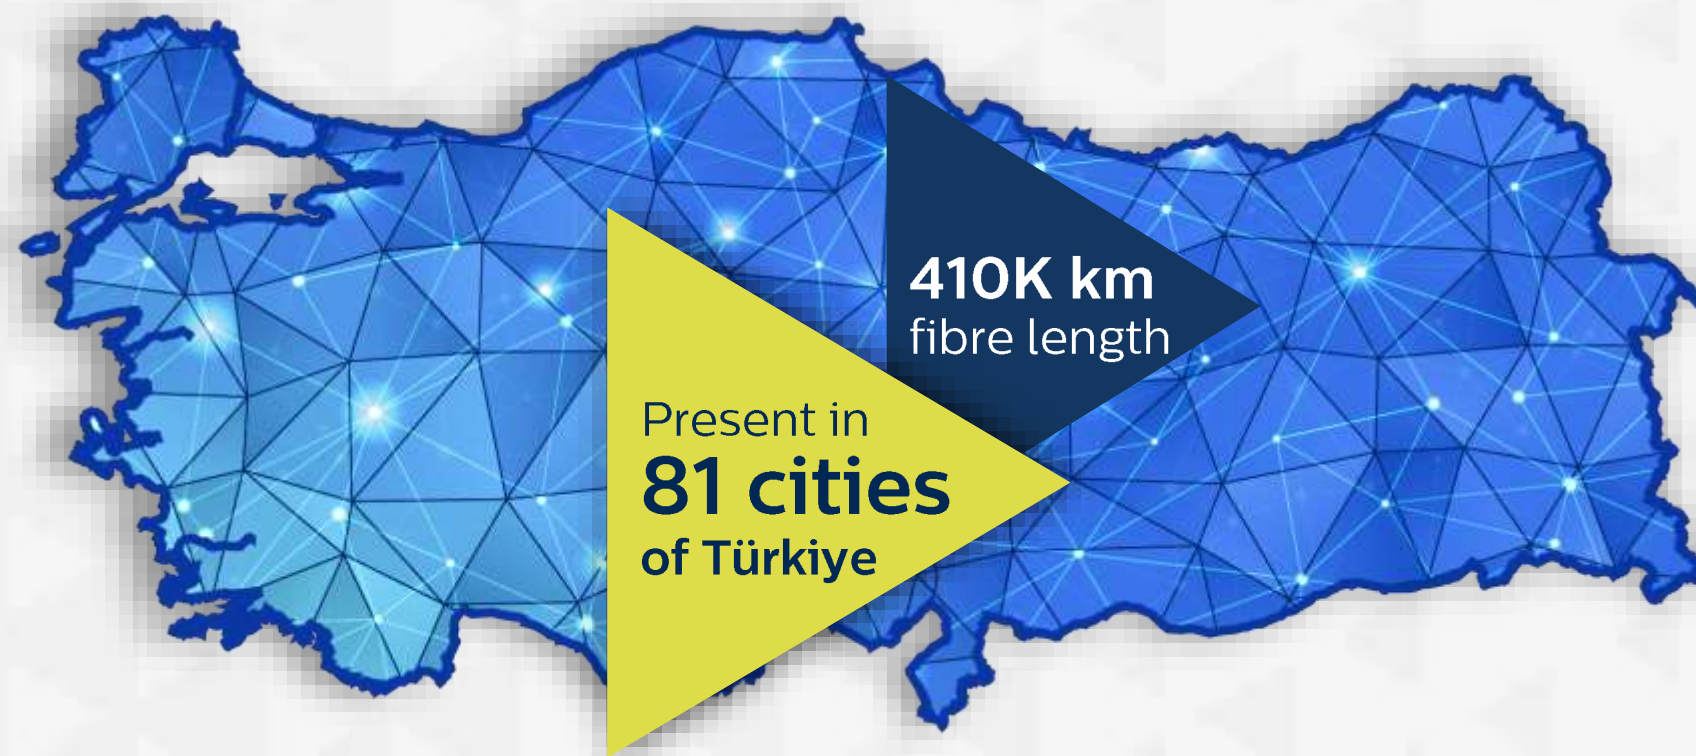 410K km
fibre length
Present in
81 cities
of Türkiye